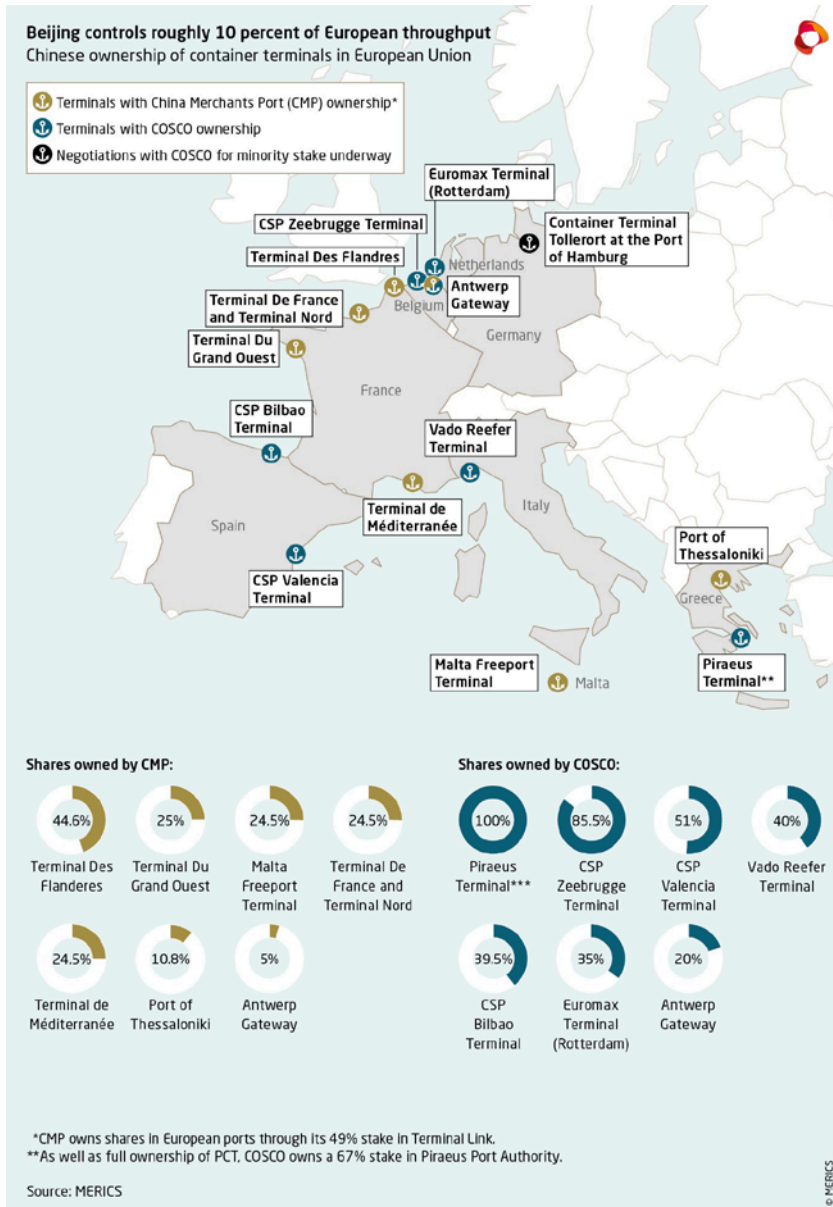 Beijing controls roughly 10 percent of European throughput
Chinese ownership of container terminals in European Union
Terminals with China Merchants Port (CMP) ownership*
Terminals with COSCO ownership
Negotiations with COSCO for minority stake underway
Euromax Terminal
(Rotterdam)
CSP Zeebrugge Terminal
Container Terminal
Tollerort at the Port
of Hamburg
Terminal Des Flandres
Netherlands
Antwerp
Gateway
Belgium
Terminal De France
and Terminal Nord
Germany
Terminal Du
Grand Ouest
France
CSP Bilbao
Terminal
Vado Reefer
Terminal
Italy
Terminal de
Méditerranée
Spain
Port of
Thessaloniki
CSP Valencia
Terminal
Greece
Malta Freeport
Terminal
Malta
Piraeus
Terminal**
Shares owned by CMP:
44.6%
Terminal Des
Flanderes
25%
Terminal Du
Grand Ouest
24.5%
Malta
Freeport
Terminal
24.5%
Terminal De
France and
Terminal Nord
24.5%
Terminal de
Méditerranée
10.8%
Port of
Thessaloniki
5%
Antwerp
Gateway
Shares owned by COSCO:
100%
Piraeus
Terminal***
85.5%
CSP
Zeebrugge
Terminal
51%
CSP
Valencia
Terminal
40%
Vado Reefer
Terminal
39.5%
CSP
Bilbao
Terminal
35%
Euromax
Terminal
(Rotterdam)
20%
Antwerp
Gateway
*CMP owns shares in European ports through its 49% stake in Terminal Link.
**As well as full ownership of PCT, COSCO owns a 67% stake in Piraeus Port Authority.
Source: MERICS
© MERICS